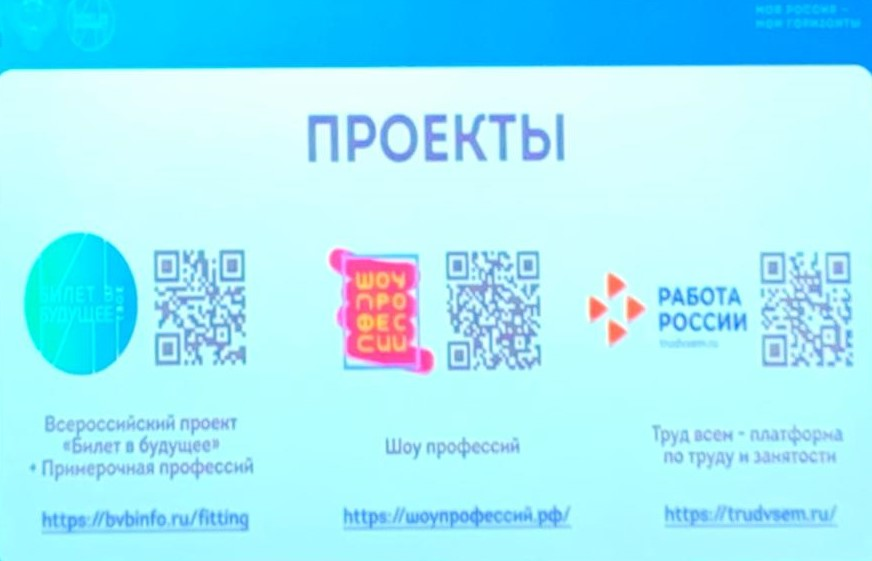 МОЯ РОССИЯ –
МОИ ГОРИЗОНТЫ
ПРОЕКТЫ
БИЛЕТ В
БУДУЩЕЕ
ШОУ
ПРО
ФЕС
СИИ
РАБОТА
РОССИИ
trudvsem.ru
Всероссийский проект
«Билет в будущее»
+ Примерочная профессий
Шоу профессий
Труд всем - платформа
по труду и занятости
https://bvbinfo.ru/fitting
https://шоупрофессий.рф/
https://trudvsem.ru/